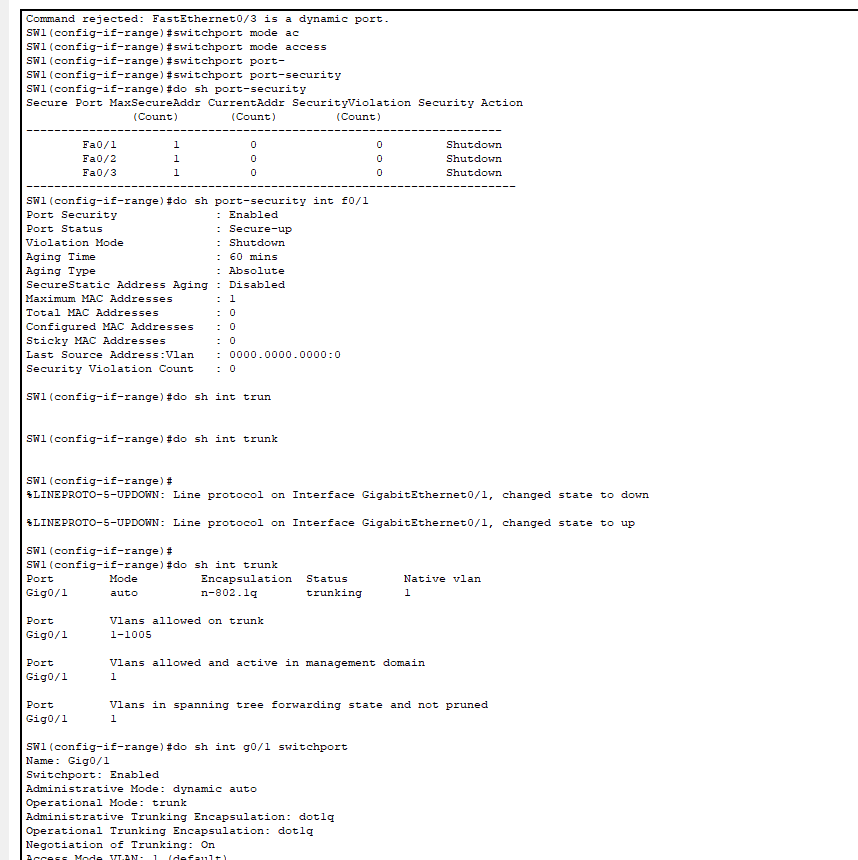 Command rejected: FastEthernet0/3 is a dynamic port.
SW1(config-if-range)#switchport mode ac
SW1(config-if-range)#switchport mode access
SW1(config-if-range)#switchport port-
SW1(config-if-range)#switchport port-security
SW1(config-if-range)#do sh port-security
Secure Port MaxSecureAddr CurrentAddr SecurityViolation Security Action
(Count) (Count) (Count)
--------------------------------------------------------------------
Fa0/1 1 0 0 Shutdown
Fa0/2 1 0 0 Shutdown
Fa0/3 1 0 0 Shutdown
----------------------------------------------------------------------
SW1(config-if-range)#do sh port-security int f0/1
Port Security : Enabled
Port Status : Secure-up
Violation Mode : Shutdown
Aging Time : 60 mins
Aging Type : Absolute
SecureStatic Address Aging : Disabled
Maximum MAC Addresses : 1
Total MAC Addresses : 0
Configured MAC Addresses : 0
Sticky MAC Addresses : 0
Last Source Address:Vlan : 0000.0000.0000:0
Security Violation Count : 0
SW1(config-if-range)#do sh int trun
SW1(config-if-range)#do sh int trunk
SW1(config-if-range)#
%LINEPROTO-5-UPDOWN: Line protocol on Interface GigabitEthernet0/1, changed state to down
%LINEPROTO-5-UPDOWN: Line protocol on Interface GigabitEthernet0/1, changed state to up
SW1(config-if-range)#
SW1(config-if-range)#do sh int trunk
Port Mode Encapsulation Status Native vlan
Gig0/1 auto n-802.1q trunking 1
Port Vlans allowed on trunk
Gig0/1 1-1005
Port Vlans allowed and active in management domain
Gig0/1 1
Port Vlans in spanning tree forwarding state and not pruned
Gig0/1 1
SW1(config-if-range)#do sh int g0/1 switchport
Name: Gig0/1
Switchport: Enabled
Administrative Mode: dynamic auto
Operational Mode: trunk
Administrative Trunking Encapsulation: dot1q
Operational Trunking Encapsulation: dot1q
Negotiation of Trunking: On
Access Mode VLAN: 1 (default)